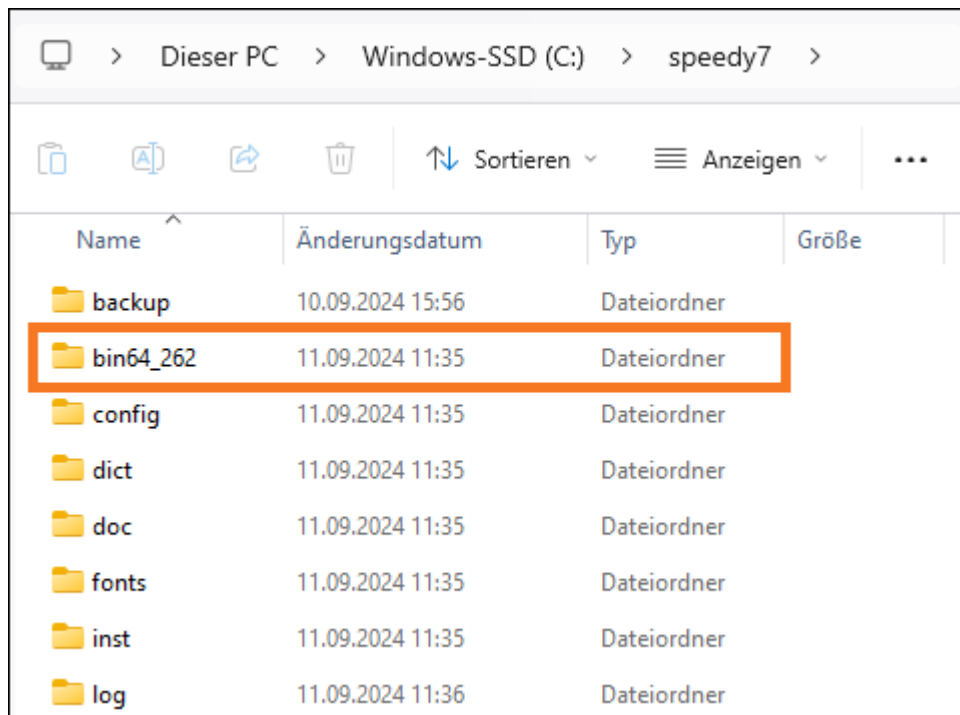 Dieser PC > Windows-SSD (C:) > speedy7 >
Sortieren Anzeigen ...
Name Änderungsdatum Typ Größe
backup 10.09.2024 15:56 Dateiordner
bin64_262 11.09.2024 11:35 Dateiordner
config 11.09.2024 11:35 Dateiordner
dict 11.09.2024 11:35 Dateiordner
doc 11.09.2024 11:35 Dateiordner
fonts 11.09.2024 11:35 Dateiordner
inst 11.09.2024 11:35 Dateiordner
log 11.09.2024 11:36 Dateiordner